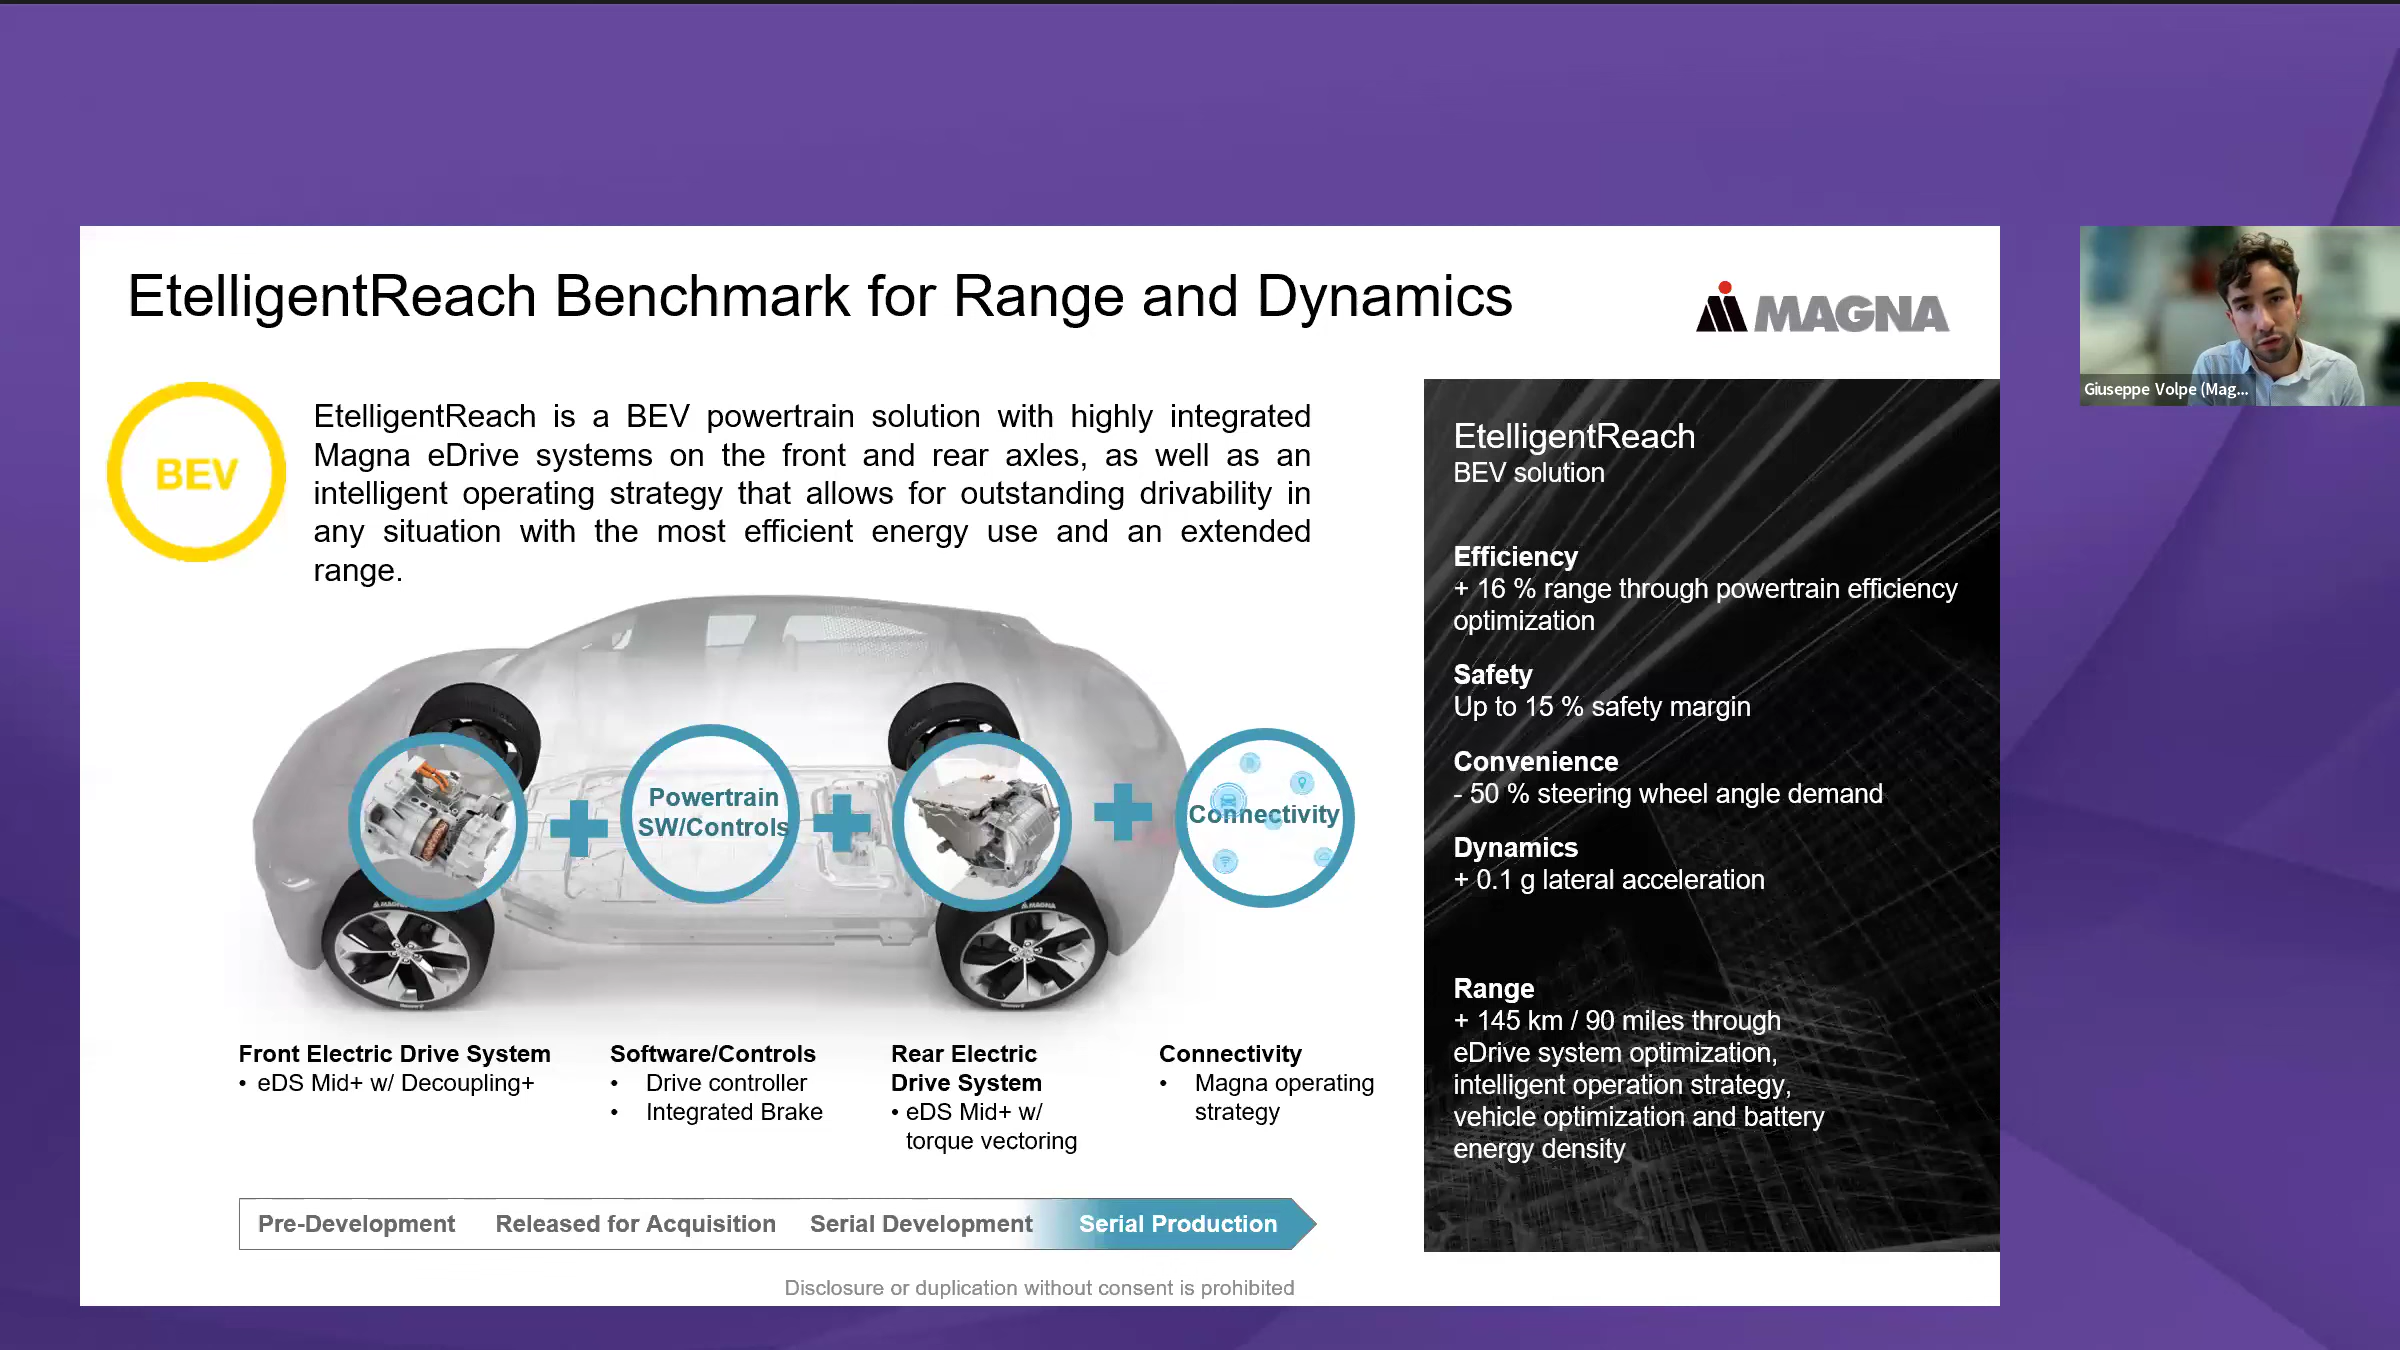 EtelligentReach Benchmark for Range and Dynamics
MAGNA
Giuseppe Volpe (Mag...
BEV
EtelligentReach is a BEV powertrain solution with highly integrated
Magna eDrive systems on the front and rear axles, as well as an
intelligent operating strategy that allows for outstanding drivability in
any situation with the most efficient energy use and an extended
range.
Powertrain
SW/Controls
Connectivity
MAGNA
MAGNA
Front Electric Drive System
• eDS Mid+ w/ Decoupling+
Software/Controls
• Drive controller
• Integrated Brake
Rear Electric
Drive System
• eDS Mid+ w/
torque vectoring
Connectivity
• Magna operating
strategy
Pre-Development
Released for Acquisition
Serial Development
Serial Production
EtelligentReach
BEV solution
Efficiency
+ 16 % range through powertrain efficiency
optimization
Safety
Up to 15 % safety margin
Convenience
- 50 % steering wheel angle demand
Dynamics
+ 0.1 g lateral acceleration
Range
+ 145 km / 90 miles through
eDrive system optimization,
intelligent operation strategy,
vehicle optimization and battery
energy density
Disclosure or duplication without consent is prohibited